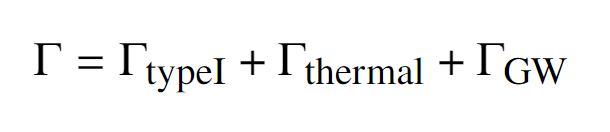 Γ = Γ_typeI + Γ_thermal + Γ_GW